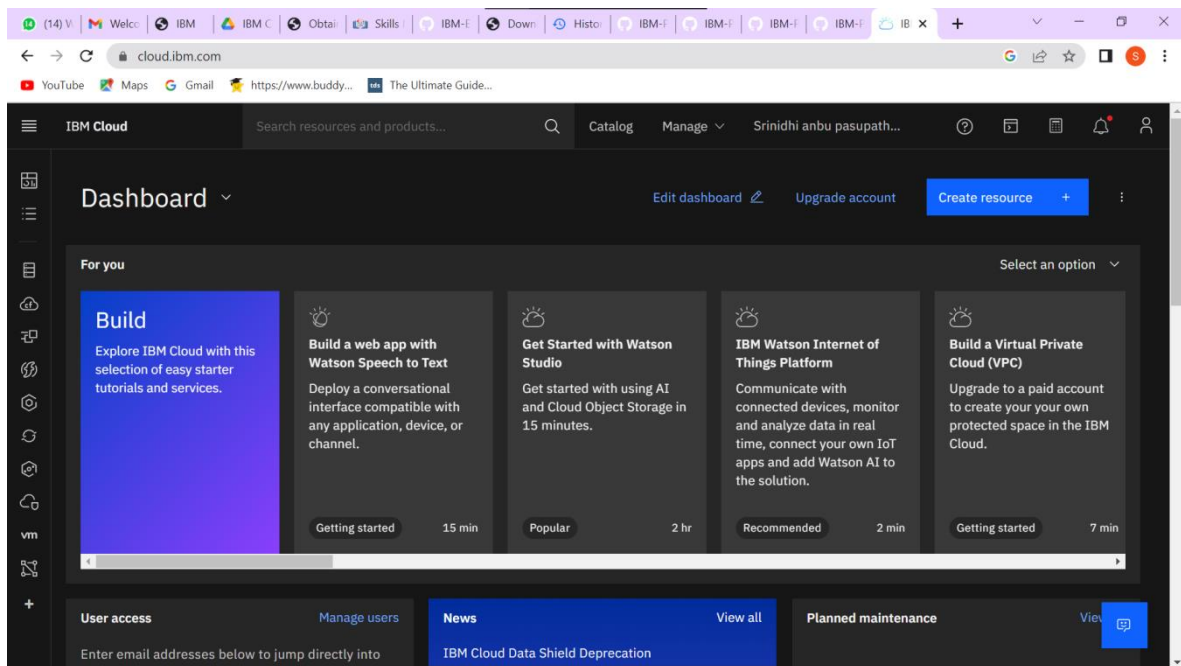 (14) W
Welco
IBM
IBM C
Obtai
Skills
IBM-E
Down
Histor
IBM-F
IBM-F
IBM-F
IBM-F
IB
cloud.ibm.com
YouTube
Maps
Gmail
https://www.buddy...
The Ultimate Guide...
IBM Cloud
Search resources and products...
Catalog
Manage
Srinidhi anbu pasupath...
Dashboard
Edit dashboard
Upgrade account
Create resource +
For you
Select an option
Build
Explore IBM Cloud with this
selection of easy starter
tutorials and services.
Build a web app with
Watson Speech to Text
Deploy a conversational
interface compatible with
any application, device, or
channel.
Getting started
15 min
Get Started with Watson
Studio
Get started with using AI
and Cloud Object Storage in
15 minutes.
Popular
2 hr
IBM Watson Internet of
Things Platform
Communicate with
connected devices, monitor
and analyze data in real
time, connect your own IoT
apps and add Watson AI to
the solution.
Recommended
2 min
Build a Virtual Private
Cloud (VPC)
Upgrade to a paid account
to create your your own
protected space in the IBM
Cloud.
Getting started
7 min
vm
User access
Manage users
Enter email addresses below to jump directly into
News
View all
IBM Cloud Data Shield Deprecation
Planned maintenance